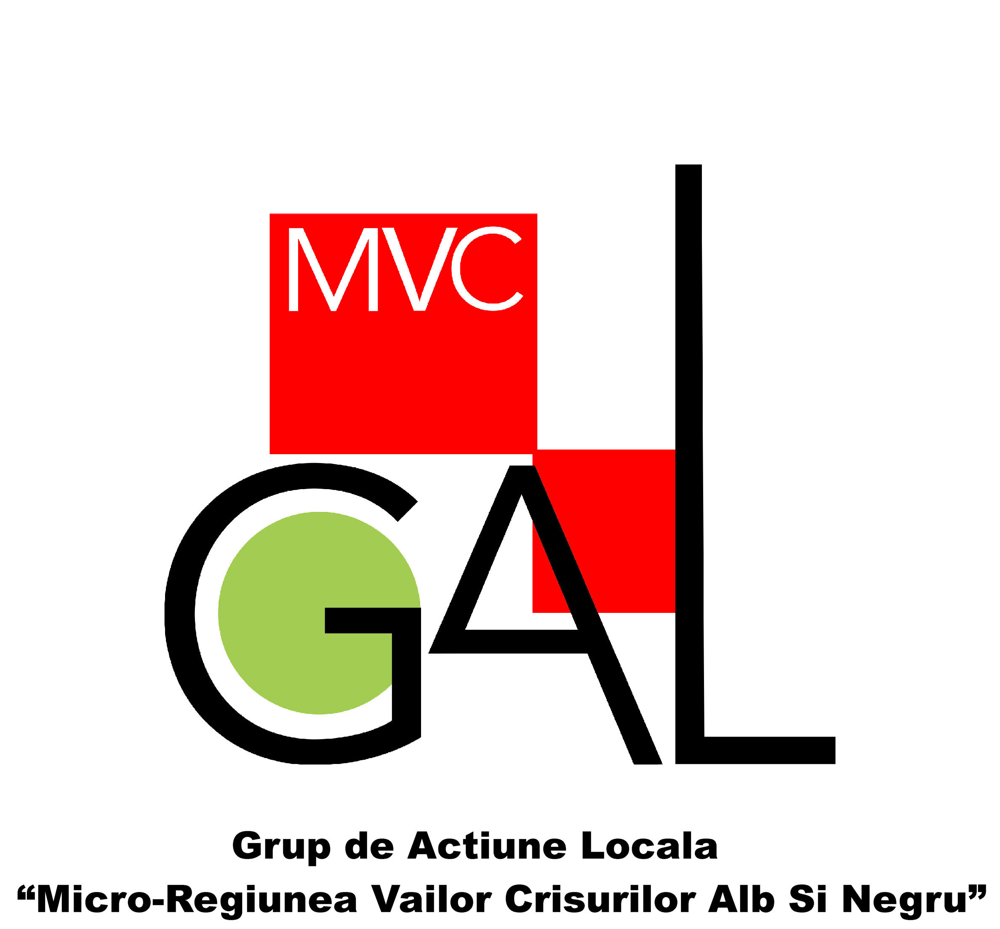 MVC
GAL
Grup de Actiune Locala
“Micro-Regiunea Vailor Crisurilor Alb Si Negru”